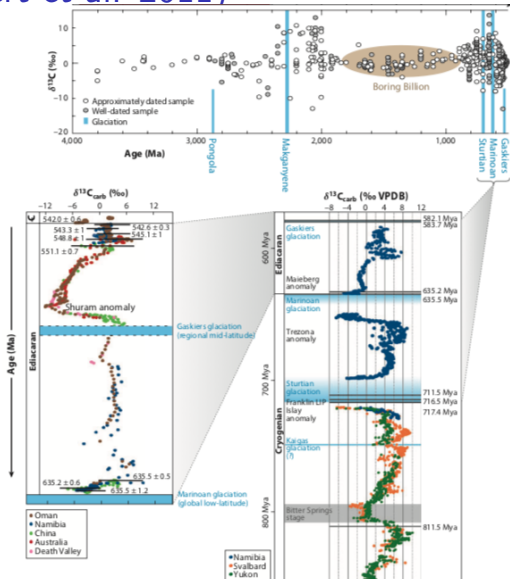 δ¹³C (‰)
10
0
-10
-20
Boring Billion
Approximately dated sample
Well-dated sample
Glaciation
4,000
3,000
2,000
1,000
Age (Ma)
Pongola
Makganyene
Sturtian
Marinoan
Gaskiers
δ¹³Ccarb (‰)
−12
−6
0
6
C
542.0 ± 0.6
542.6 ± 0.3
543.3 ± 1
545.1 ± 1
548.8 ± 1
551.1 ± 0.7
Shuram anomaly
Gaskiers glaciation
(regional mid-latitude)
Age (Ma)
Ediacaran
635.5 ± 0.5
635.2 ± 0.6
635.5 ± 1.2
Marinoan glaciation
(global low-latitude)
Oman
Namibia
China
Australia
Death Valley
δ¹³Ccarb (‰ VPDB)
−8
−4
0
4
8
12
582.1 Mya
583.7 Mya
Gaskiers
glaciation
600 Mya
Ediacaran
Maieberg
anomaly
635.2 Mya
635.5 Mya
Marinoan
glaciation
Trezona
anomaly
700 Mya
Sturtian
glaciation
711.5 Mya
716.5 Mya
Franklin LIP
717.4 Mya
Islay
anomaly
Cryogenian
Kaigas
glaciation
(?)
800 Mya
Bitter Springs
stage
811.5 Mya
Namibia
Svalbard
Yukon